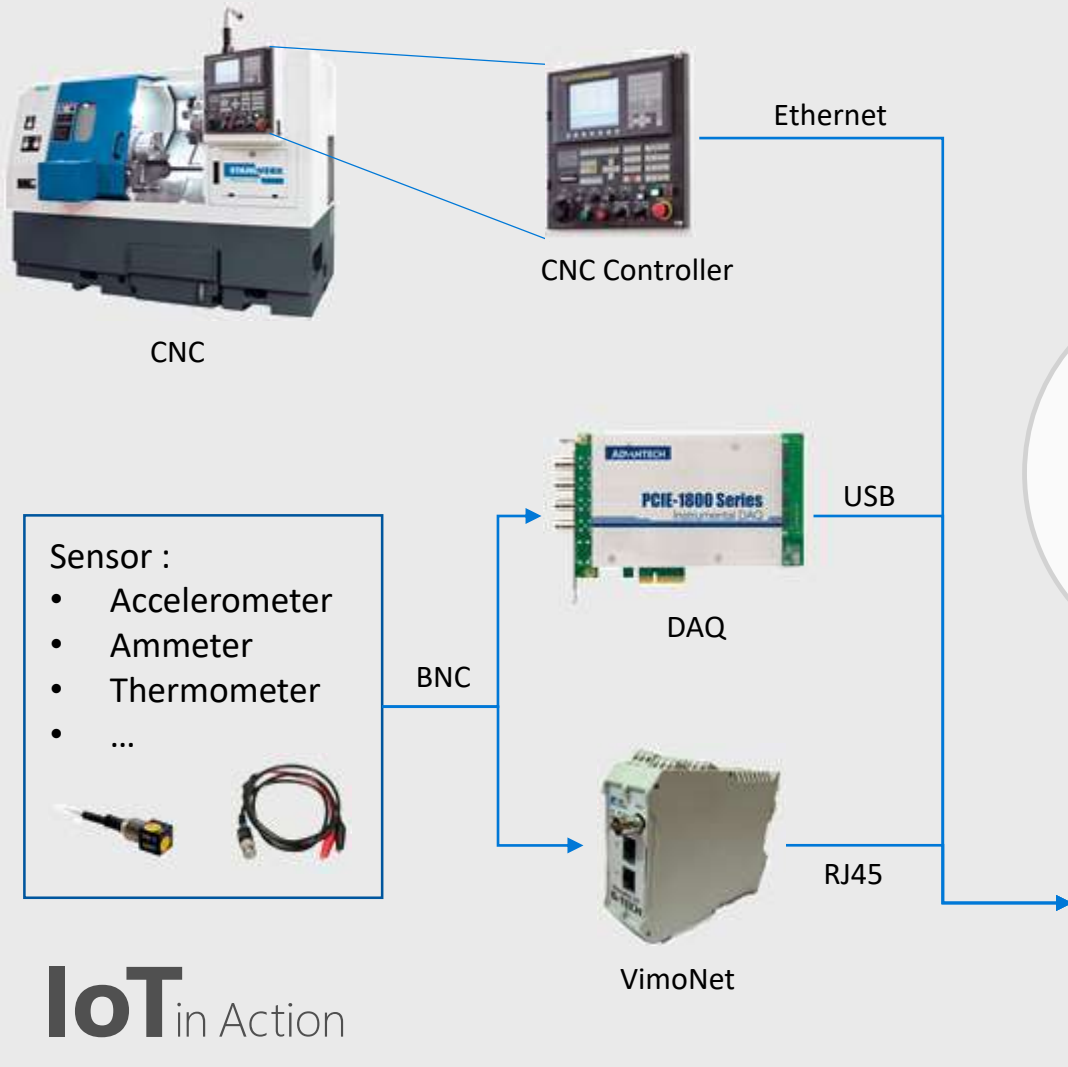 Ethernet
CNC Controller
CNC
STAHLWERK
ADVANTECH
PCIE-1800 Series
Instrumental DAQ
USB
DAQ
Sensor :
• Accelerometer
• Ammeter
• Thermometer
• ...
BNC
RJ45
VimoNet
IoT in Action